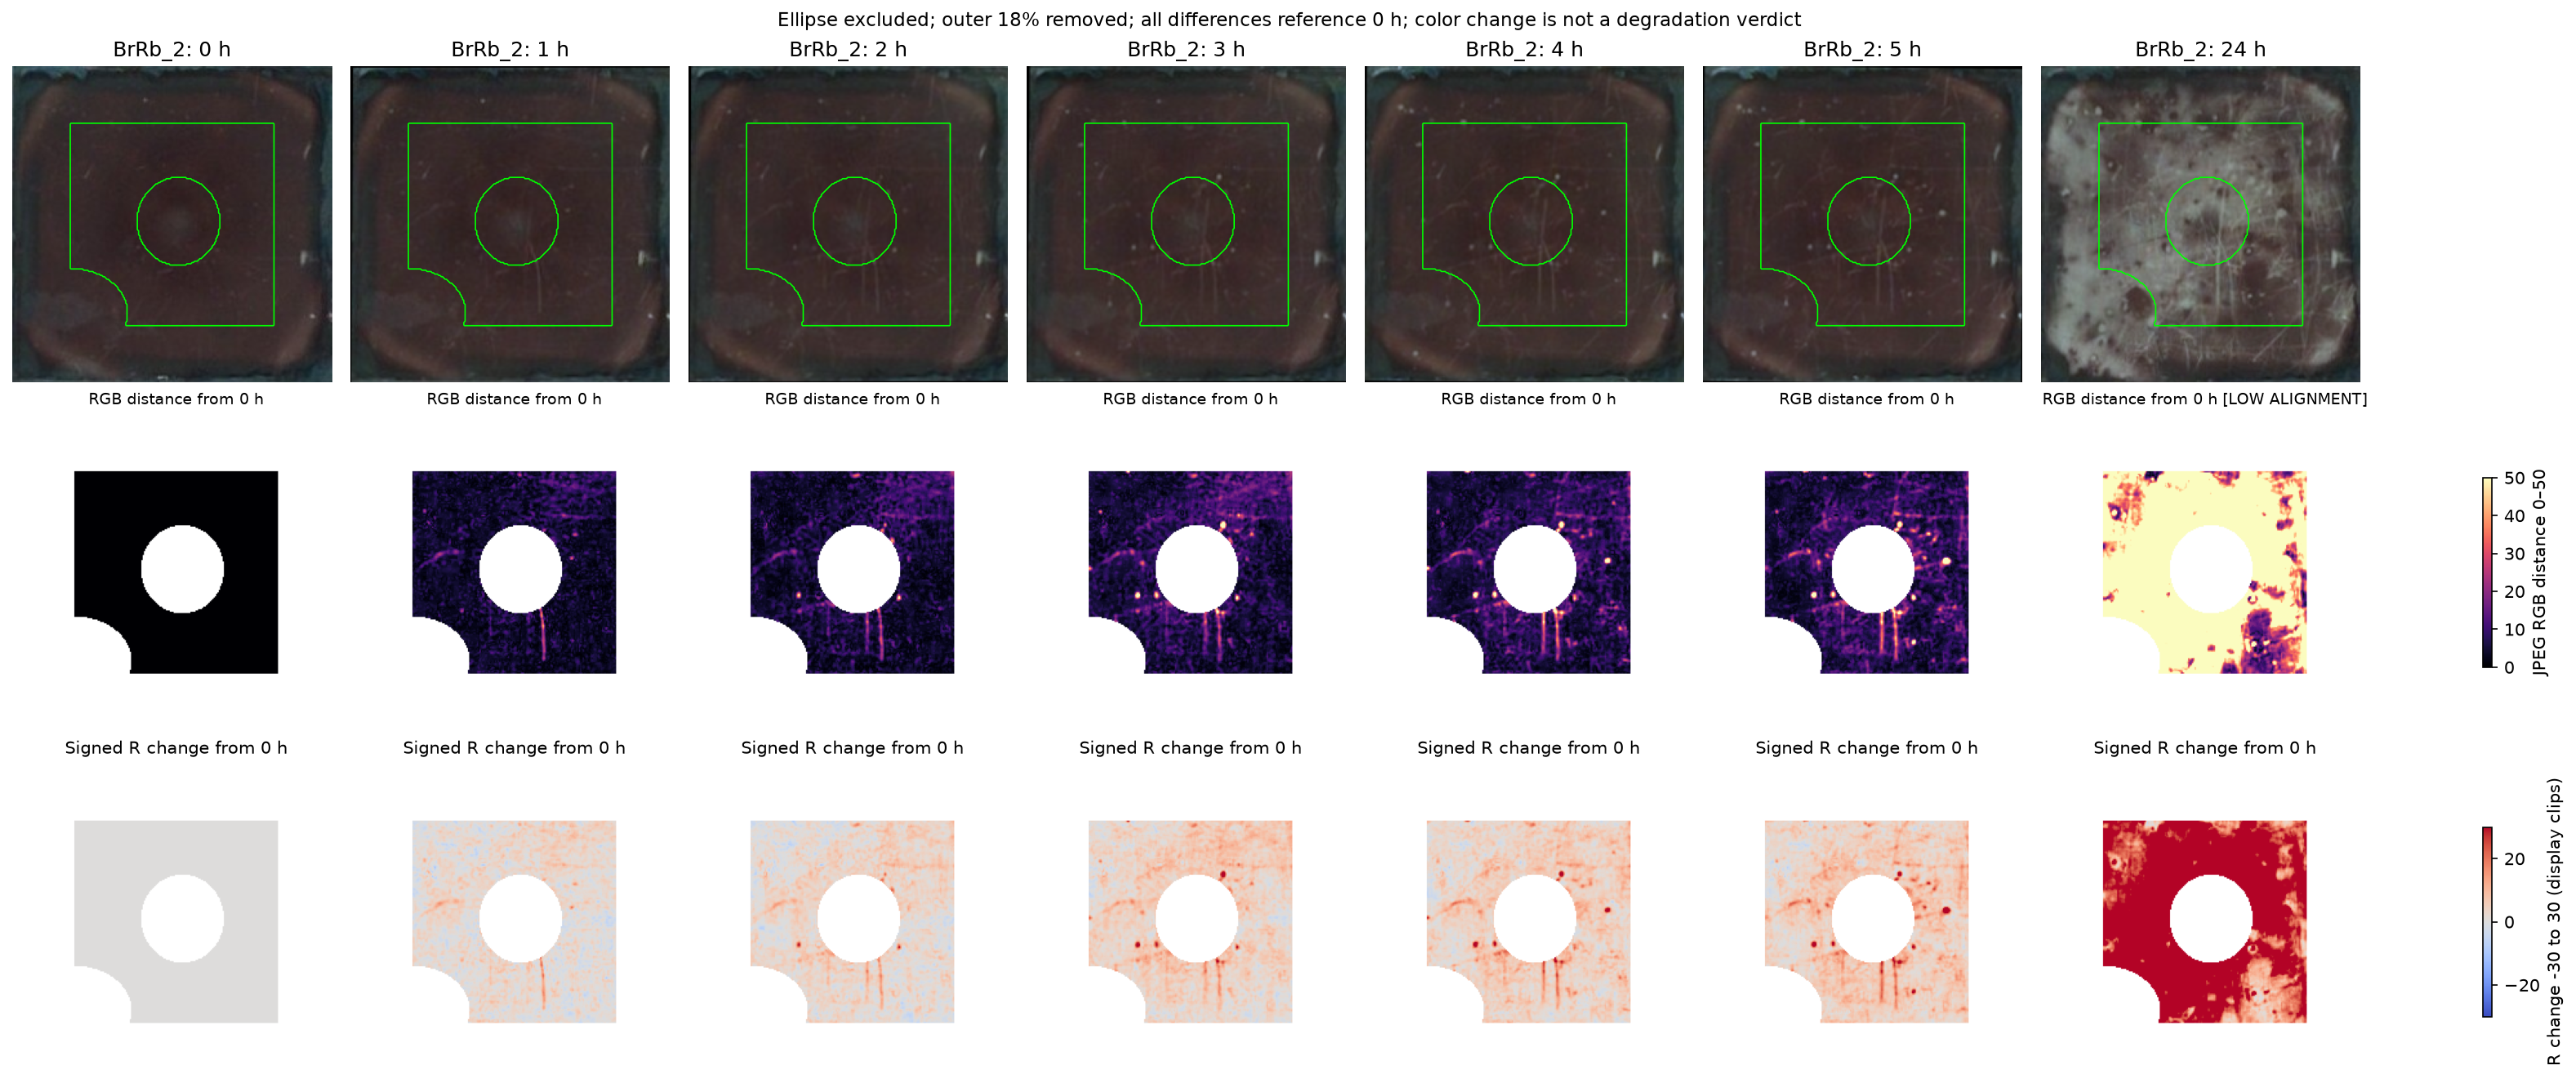 Ellipse excluded; outer 18% removed; all differences reference 0 h; color change is not a degradation verdict
BrRb_2: 0 h
BrRb_2: 1 h
BrRb_2: 2 h
BrRb_2: 3 h
BrRb_2: 4 h
BrRb_2: 5 h
BrRb_2: 24 h
RGB distance from 0 h
RGB distance from 0 h
RGB distance from 0 h
RGB distance from 0 h
RGB distance from 0 h
RGB distance from 0 h
RGB distance from 0 h [LOW ALIGNMENT]
50
40
30
20
10
0
JPEG RGB distance 0–50
Signed R change from 0 h
Signed R change from 0 h
Signed R change from 0 h
Signed R change from 0 h
Signed R change from 0 h
Signed R change from 0 h
Signed R change from 0 h
20
0
−20
R change -30 to 30 (display clips)